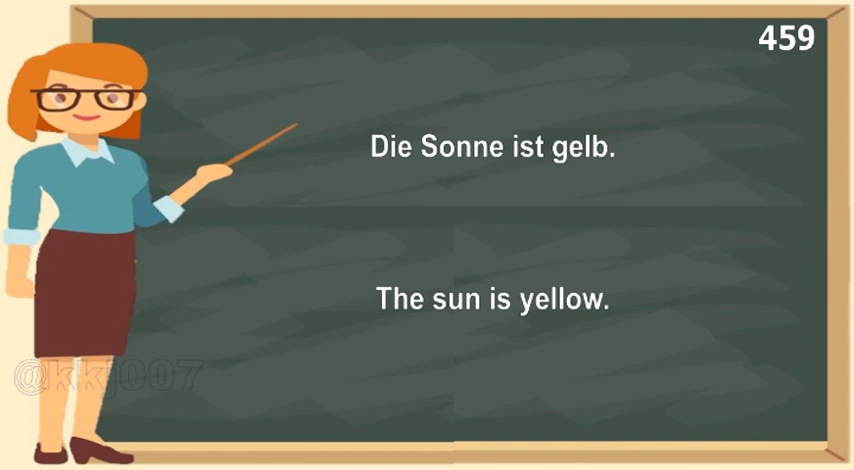 459
Die Sonne ist gelb.
The sun is yellow.
@kkj007